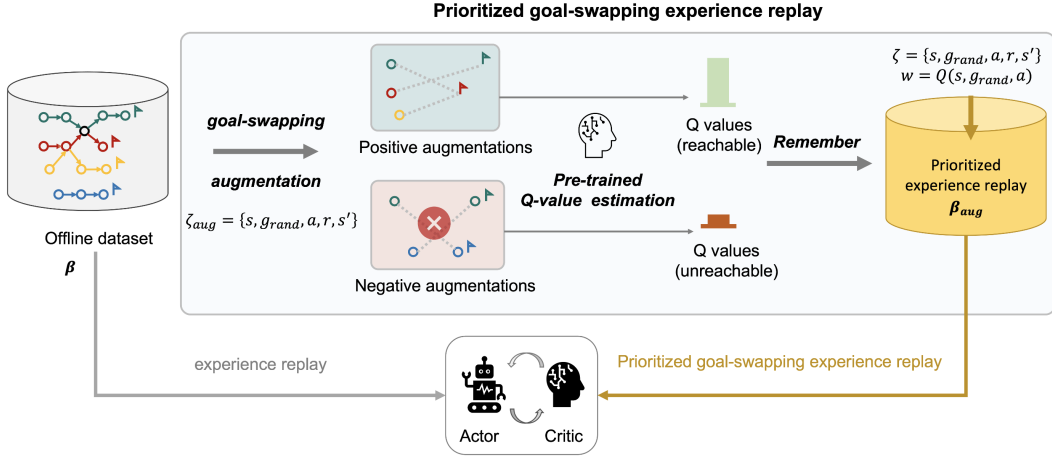 Prioritized goal-swapping experience replay
goal-swapping
augmentation
ζ_aug = {s, g_rand, a, r, s′}
Offline dataset
β
Positive augmentations
Negative augmentations
Pre-trained
Q-value estimation
Q values
(reachable)
Q values
(unreachable)
Remember
ζ = {s, g_rand, a, r, s′}
w = Q(s, g_rand, a)
Prioritized
experience replay
β_aug
experience replay
Prioritized goal-swapping experience replay
Actor
Critic